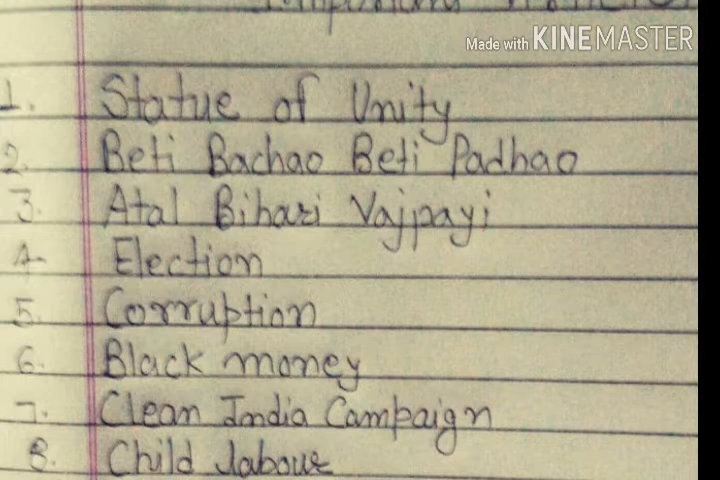 Made with KINEMASTER
1. Statue of Unity
2. Beti Bachao Beti Padhao
3. Atal Bihari Vajpayi
4- Election
5. Corruption
6. Black money
7. Clean India Campaign
8. Child labour